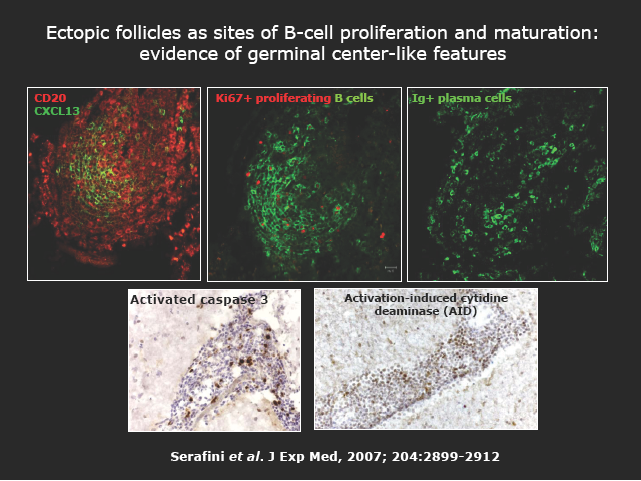 Ectopic follicles as sites of B-cell proliferation and maturation:
evidence of germinal center-like features
CD20
CXCL13
Ki67+ proliferating B cells
Ig+ plasma cells
Activated caspase 3
Activation-induced cytidine
deaminase (AID)
Serafini et al. J Exp Med, 2007; 204:2899-2912